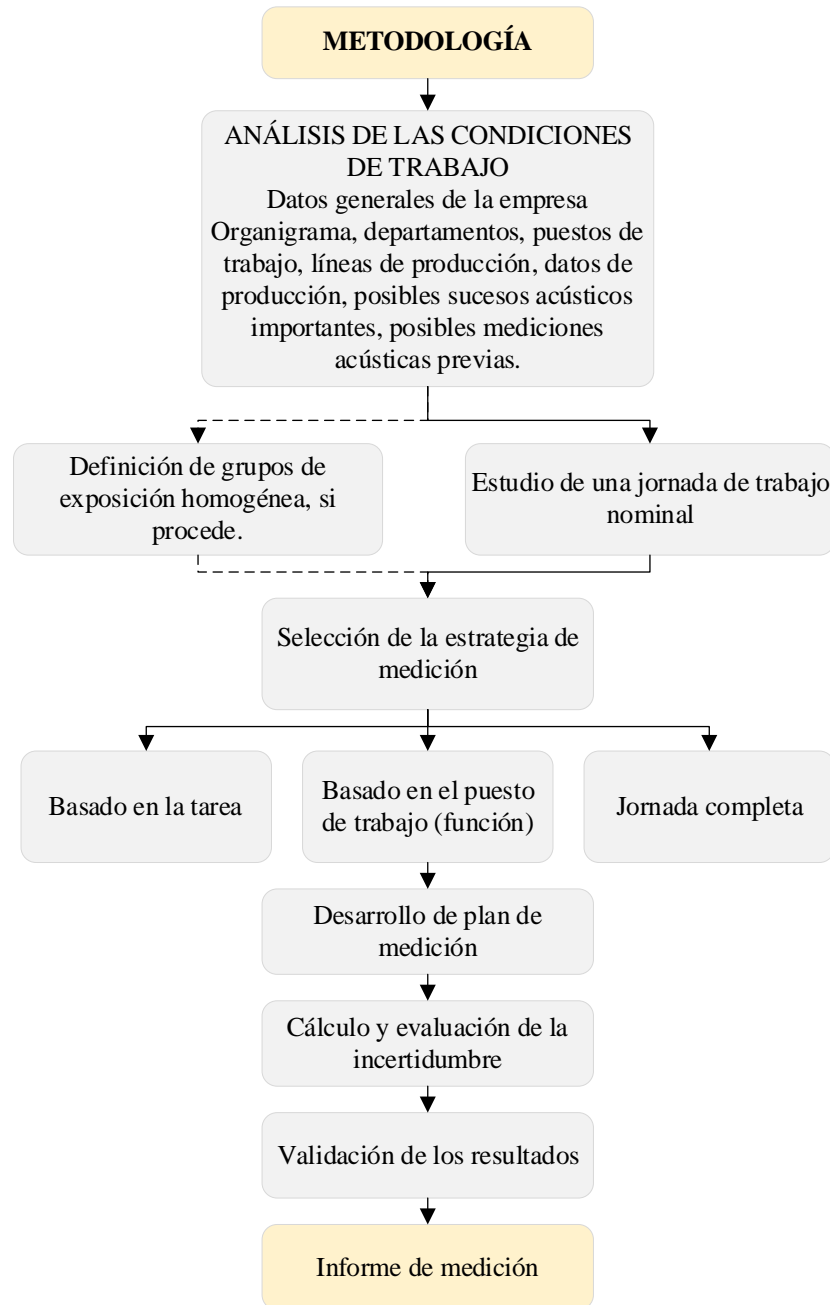 METODOLOGÍA
ANÁLISIS DE LAS CONDICIONES
DE TRABAJO
Datos generales de la empresa
Organigrama, departamentos, puestos de
trabajo, líneas de producción, datos de
producción, posibles sucesos acústicos
importantes, posibles mediciones
acústicas previas.
Definición de grupos de
exposición homogénea, si
procede.
Estudio de una jornada de trabajo
nominal
Selección de la estrategia de
medición
Basado en la tarea
Basado en el puesto
de trabajo (función)
Jornada completa
Desarrollo de plan de
medición
Cálculo y evaluación de la
incertidumbre
Validación de los resultados
Informe de medición